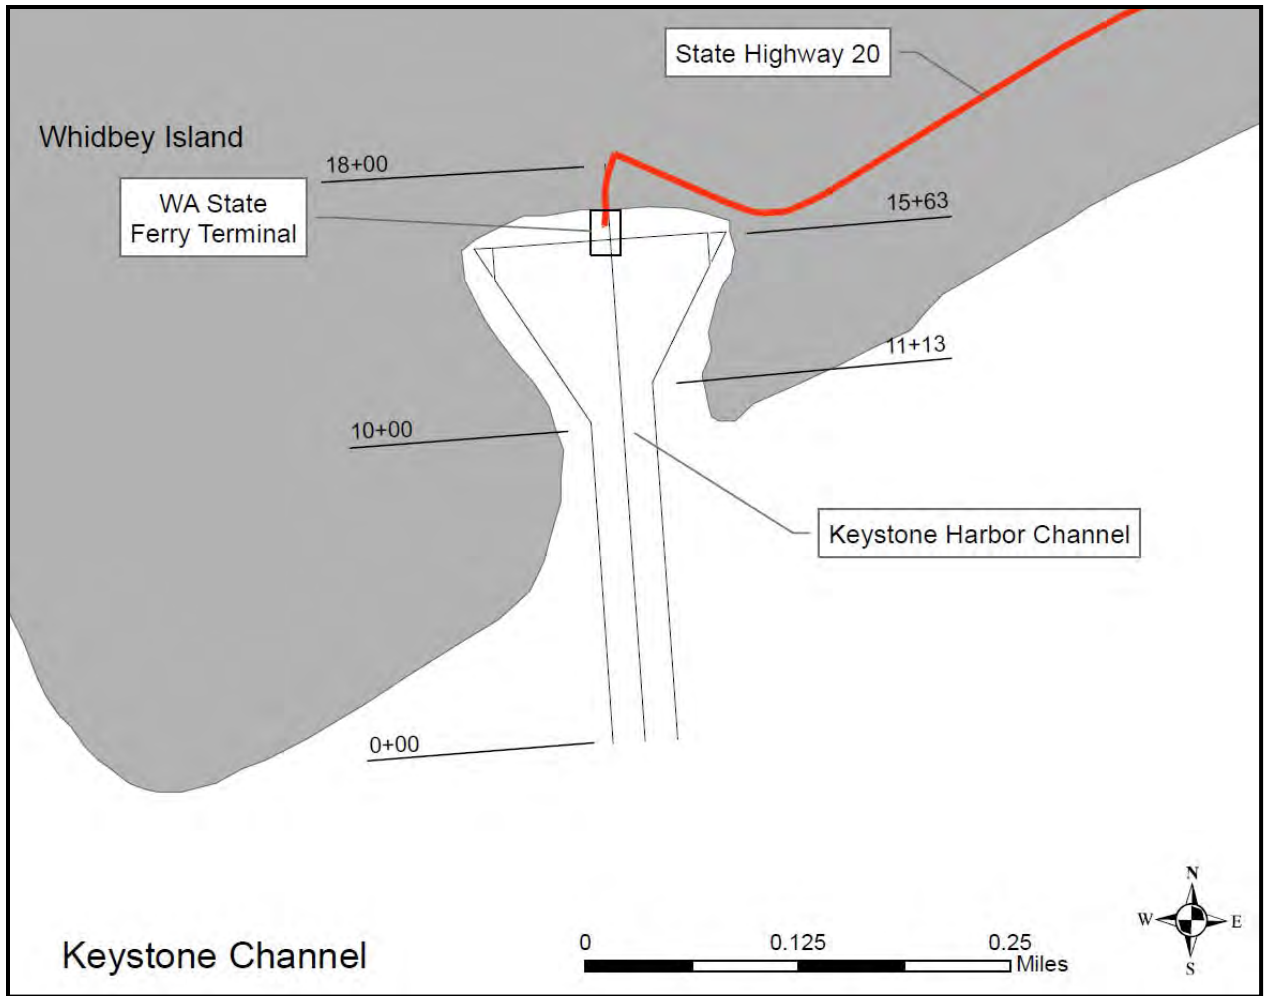 State Highway 20
Whidbey Island
18+00
WA State
Ferry Terminal
15+63
11+13
10+00
Keystone Harbor Channel
0+00
N
W
E
S
Keystone Channel
0
0.125
0.25
Miles